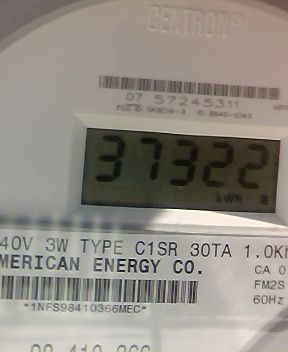 CENTRON®
07 57245311
37322
kWh
40V 3W TYPE C1SR 30TA 1.0K
MERICAN ENERGY CO.
CA 0
FM2S
60Hz
*1NFS98410366MEC*